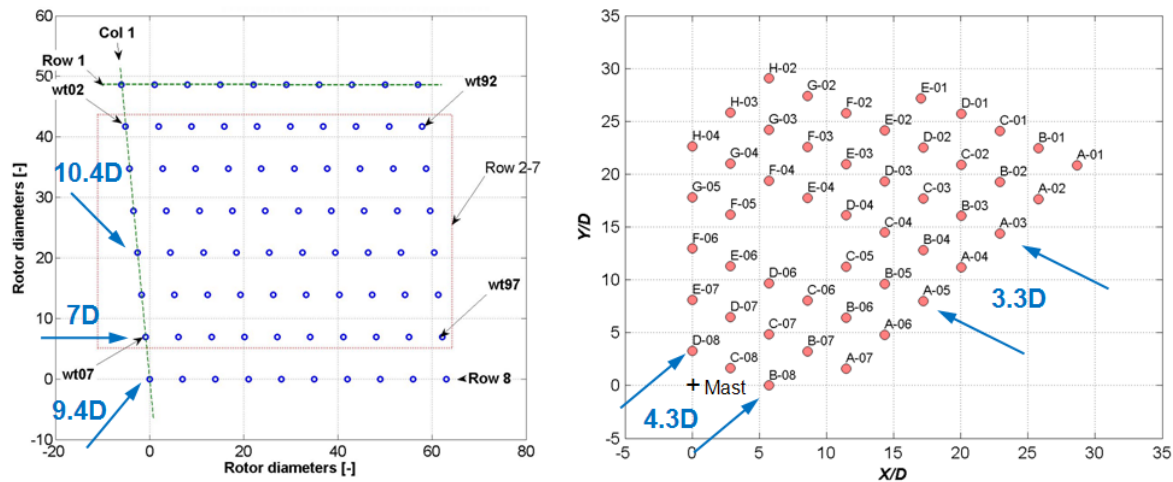 60
50
40
30
20
10
0
-10
-20
0
20
40
60
80
Rotor diameters [-]
Rotor diameters [-]
Col 1
Row 1
wt02
wt92
10.4D
Row 2-7
wt97
7D
wt07
Row 8
9.4D
35
30
25
20
15
10
5
0
-5
-5
0
5
10
15
20
25
30
35
Y/D
X/D
H-02
G-02
E-01
H-03
F-02
D-01
G-03
E-02
C-01
H-04
F-03
D-02
B-01
G-04
E-03
C-02
A-01
F-04
D-03
B-02
G-05
E-04
C-03
A-02
F-05
D-04
B-03
C-04
A-03
F-06
B-04
E-06
C-05
A-04
D-06
B-05
E-07
C-06
A-05
D-07
B-06
C-07
A-06
D-08
B-07
C-08
A-07
B-08
Mast
3.3D
4.3D